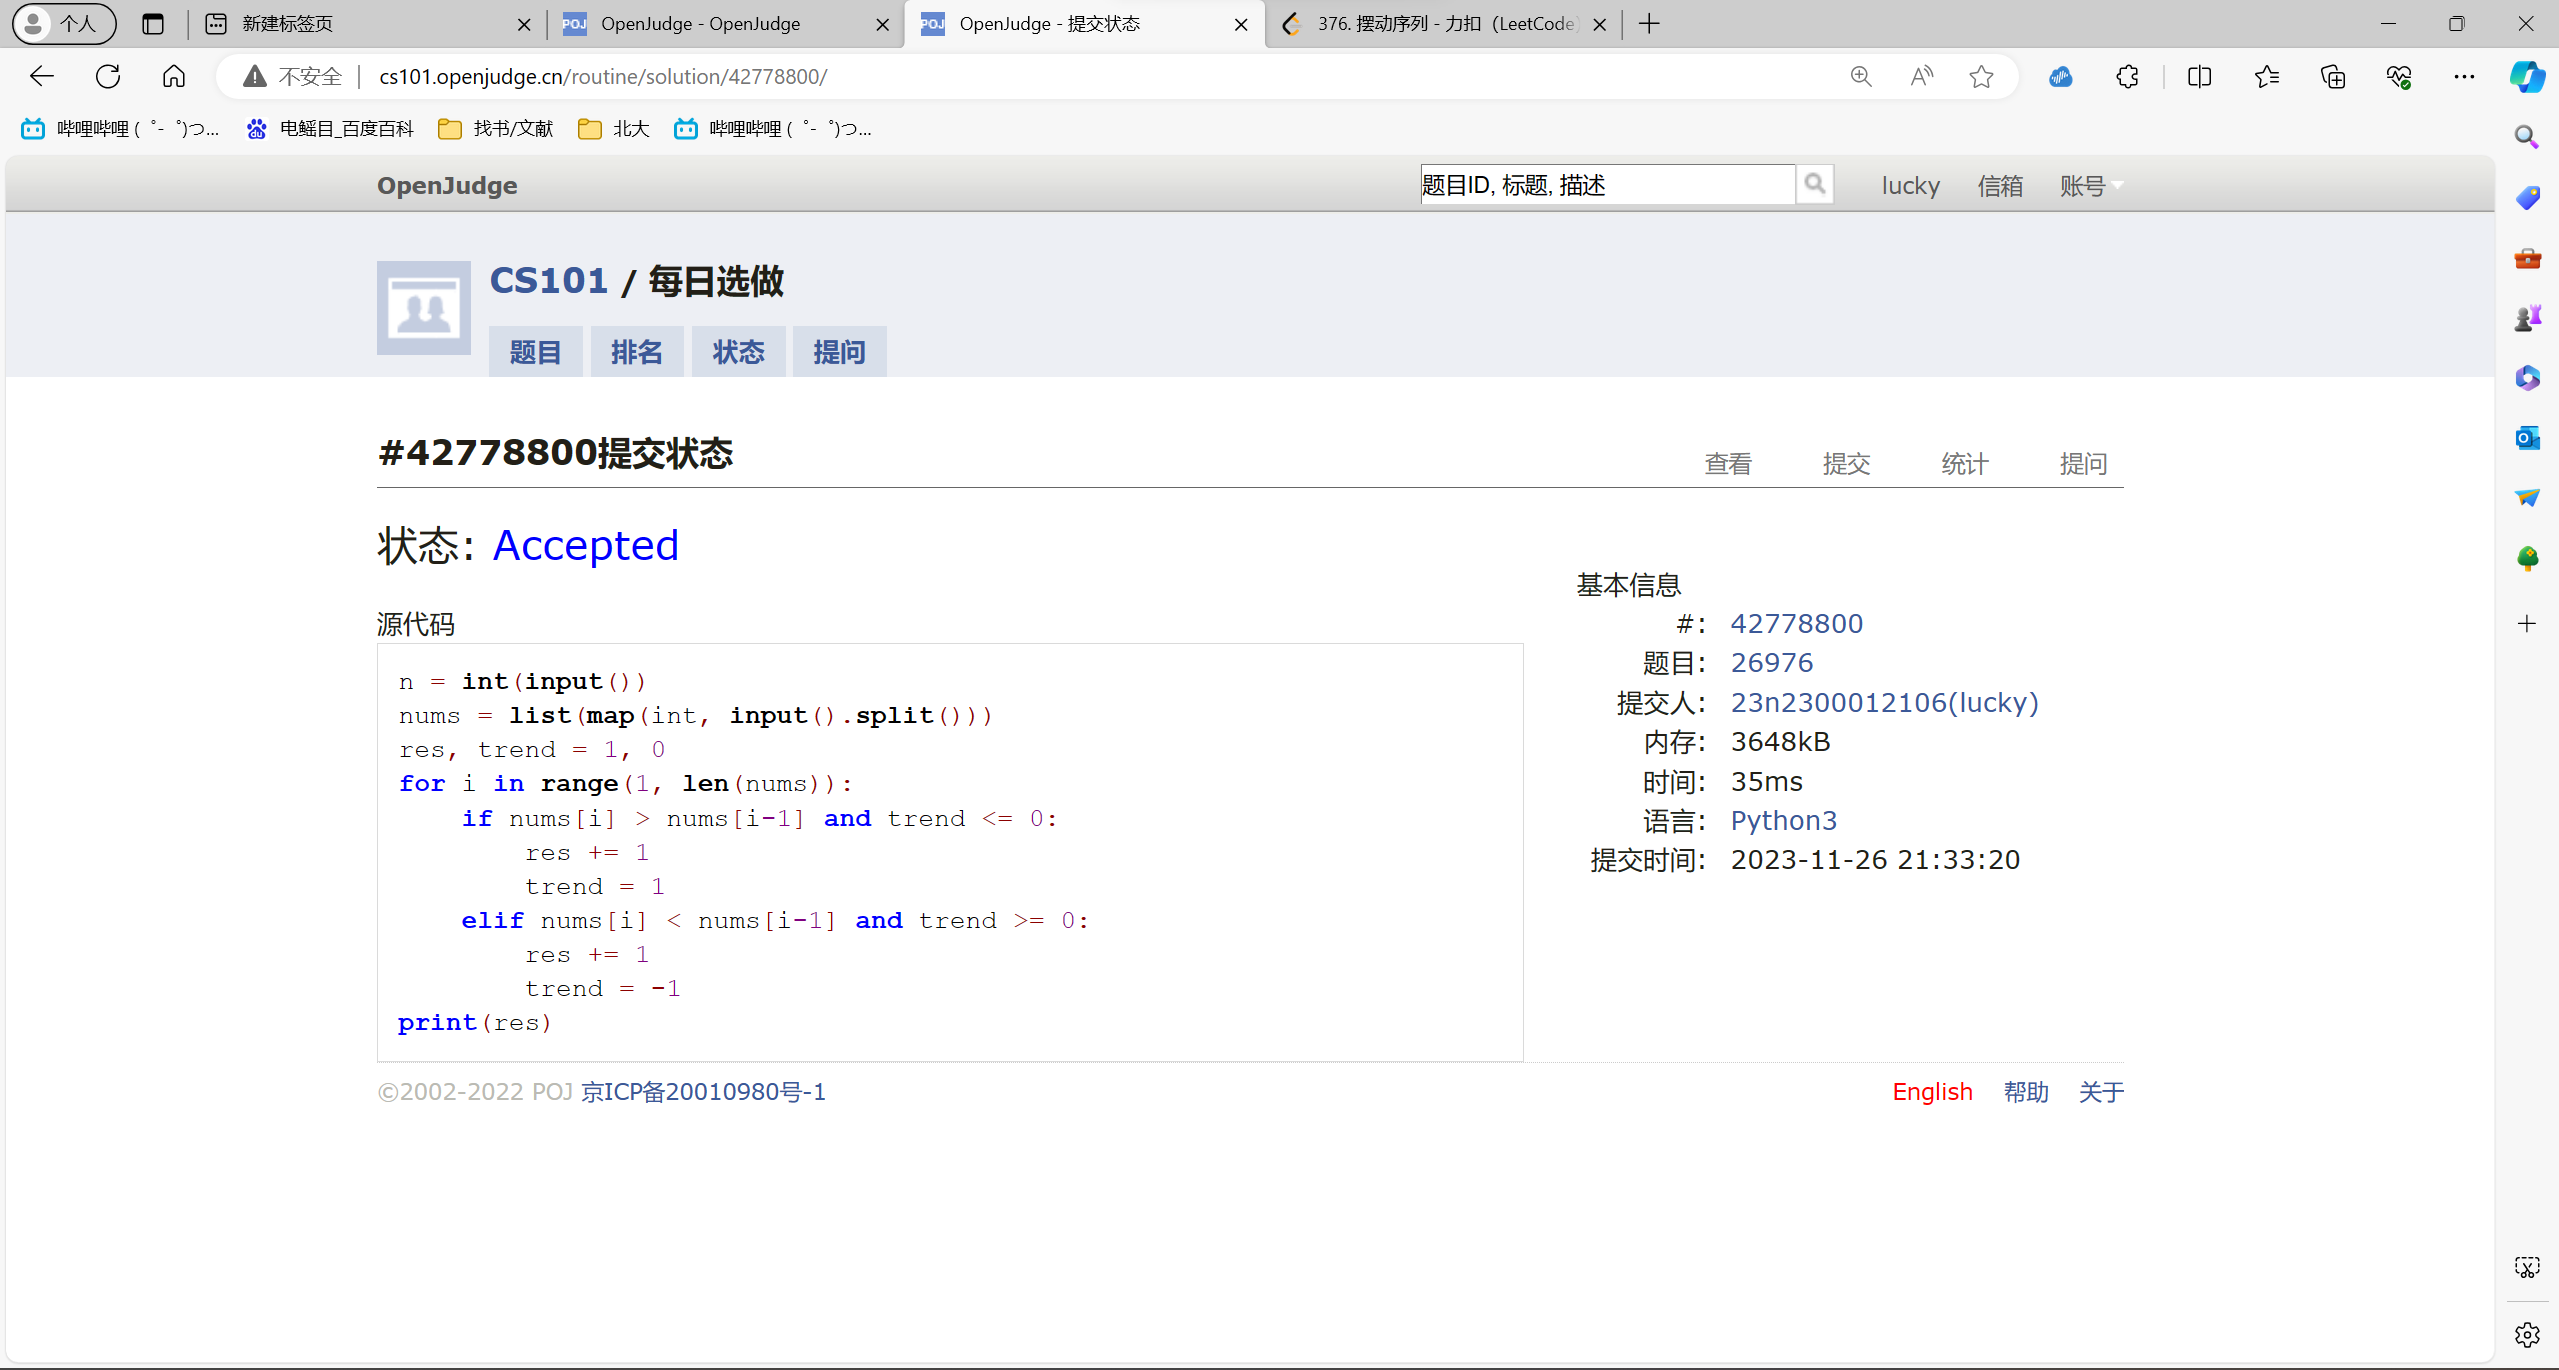 个人
新建标签页
OpenJudge - OpenJudge
OpenJudge - 提交状态
376. 摆动序列 - 力扣（LeetCode）
不安全
cs101.openjudge.cn/routine/solution/42778800/
哔哩哔哩 ( ゜- ゜)つ...
电鳐目_百度百科
找书/文献
北大
哔哩哔哩 ( ゜- ゜)つ...
OpenJudge
题目ID, 标题, 描述
lucky
信箱
账号
CS101 / 每日选做
题目
排名
状态
提问
#42778800提交状态
查看
提交
统计
提问
状态: Accepted
源代码
n = int(input())
nums = list(map(int, input().split()))
res, trend = 1, 0
for i in range(1, len(nums)):
    if nums[i] > nums[i-1] and trend <= 0:
        res += 1
        trend = 1
    elif nums[i] < nums[i-1] and trend >= 0:
        res += 1
        trend = -1
print(res)
基本信息
#: 42778800
题目: 26976
提交人: 23n2300012106(lucky)
内存: 3648kB
时间: 35ms
语言: Python3
提交时间: 2023-11-26 21:33:20
©2002-2022 POJ 京ICP备20010980号-1
English
帮助
关于